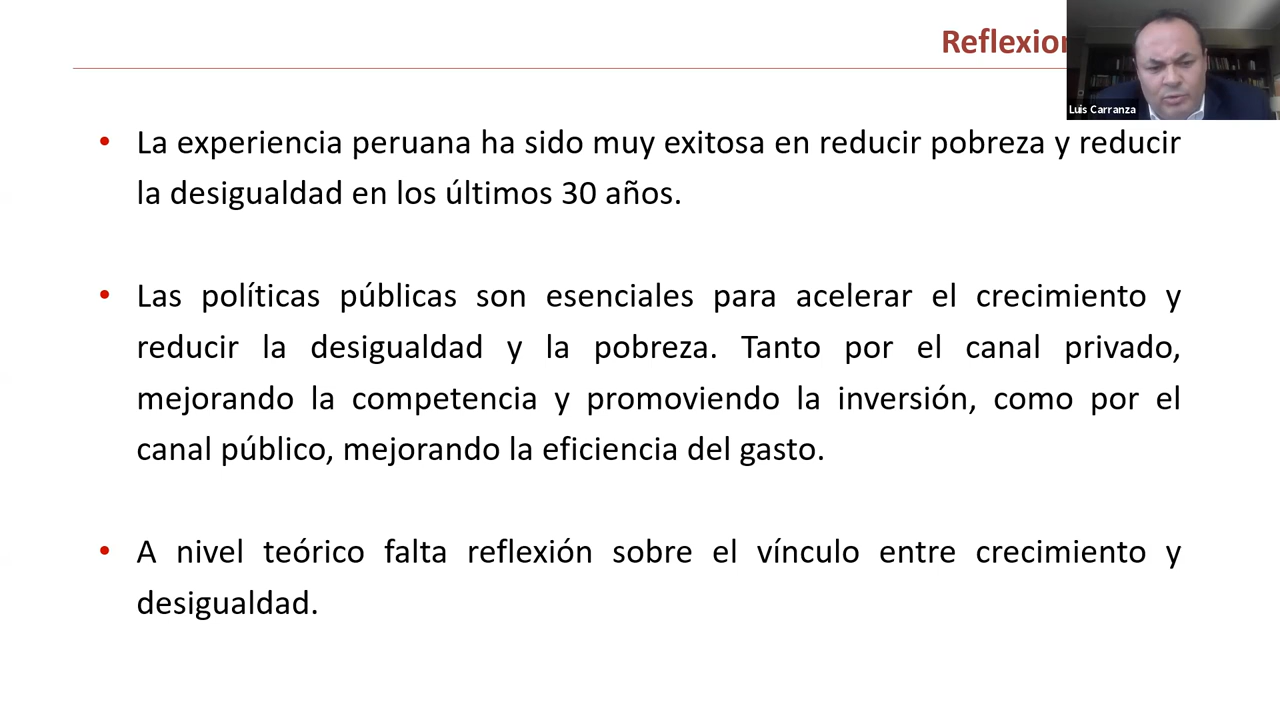 Luis Carranza
• La experiencia peruana ha sido muy exitosa en reducir pobreza y reducir
la desigualdad en los últimos 30 años.
• Las políticas públicas son esenciales para acelerar el crecimiento y
reducir la desigualdad y la pobreza. Tanto por el canal privado,
mejorando la competencia y promoviendo la inversión, como por el
canal público, mejorando la eficiencia del gasto.
• A nivel teórico falta reflexión sobre el vínculo entre crecimiento y
desigualdad.